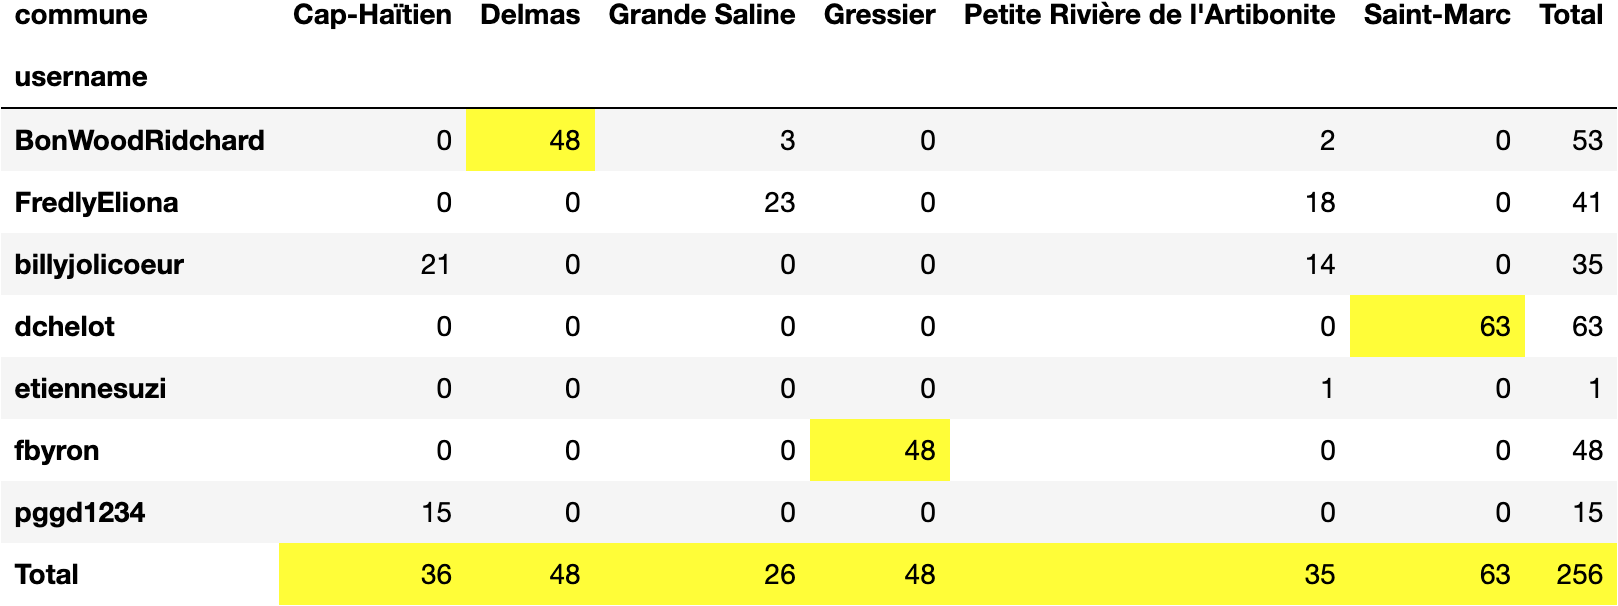 commune Cap-Haïtien Delmas Grande Saline Gressier Petite Rivière de l'Artibonite Saint-Marc Total
username
BonWoodRidchard 0 48 3 0 2 0 53
FredlyEliona 0 0 23 0 18 0 41
billyjolicoeur 21 0 0 0 14 0 35
dchelot 0 0 0 0 0 63 63
etiennesuzi 0 0 0 0 1 0 1
fbyron 0 0 0 48 0 0 48
pggd1234 15 0 0 0 0 0 15
Total 36 48 26 48 35 63 256